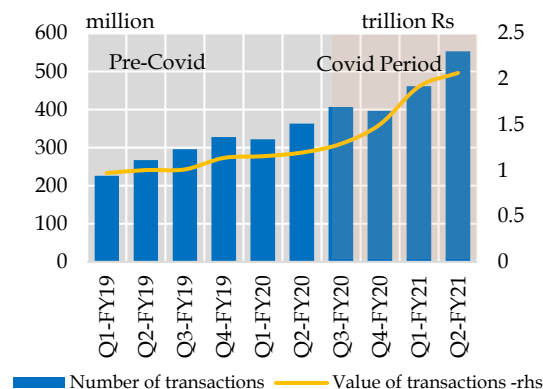 million trillion Rs
600 2.5
Pre-Covid Covid Period
500 2
400 1.5
300
200 1
100 0.5
0 0
Q1-FY19
Q2-FY19
Q3-FY19
Q4-FY19
Q1-FY20
Q2-FY20
Q3-FY20
Q4-FY20
Q1-FY21
Q2-FY21
Number of transactions Value of transactions -rhs